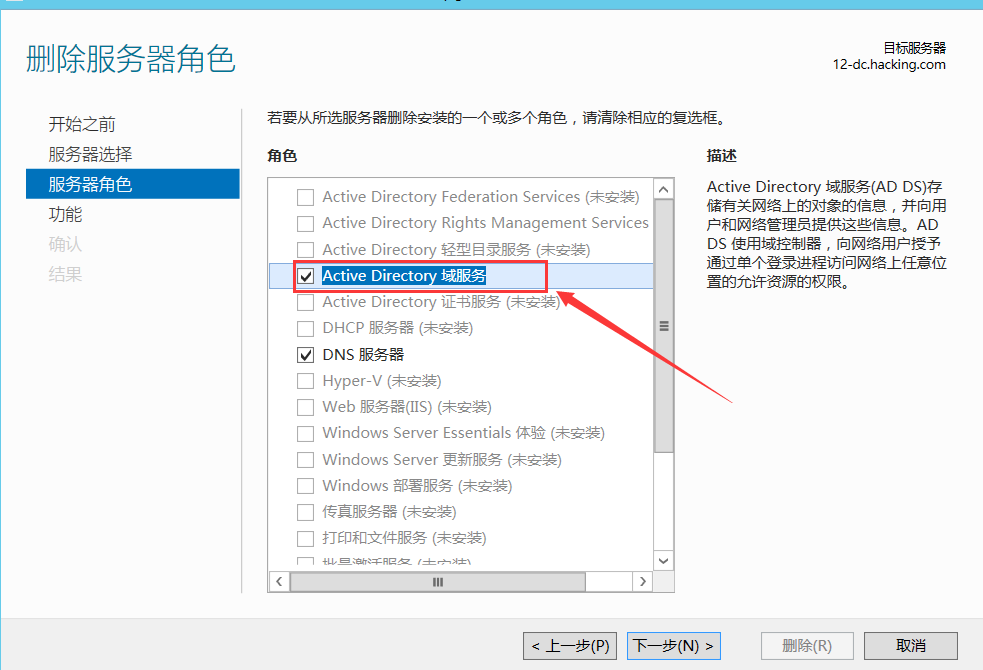 删除服务器角色
目标服务器
12-dc.hacking.com
开始之前
服务器选择
服务器角色
功能
确认
结果
若要从所选服务器删除安装的一个或多个角色，请清除相应的复选框。
角色
Active Directory Federation Services (未安装)
Active Directory Rights Management Services
Active Directory 轻型目录服务 (未安装)
Active Directory 域服务
Active Directory 证书服务 (未安装)
DHCP 服务器 (未安装)
DNS 服务器
Hyper-V (未安装)
Web 服务器(IIS) (未安装)
Windows Server Essentials 体验 (未安装)
Windows Server 更新服务 (未安装)
Windows 部署服务 (未安装)
传真服务器 (未安装)
打印和文件服务 (未安装)
批量激活服务 (未安装)
描述
Active Directory 域服务(AD DS)存
储有关网络上的对象的信息，并向用
户和网络管理员提供这些信息。AD
DS 使用域控制器，向网络用户授予
通过单个登录进程访问网络上任意位
置的允许资源的权限。
< 上一步(P)
下一步(N) >
删除(R)
取消